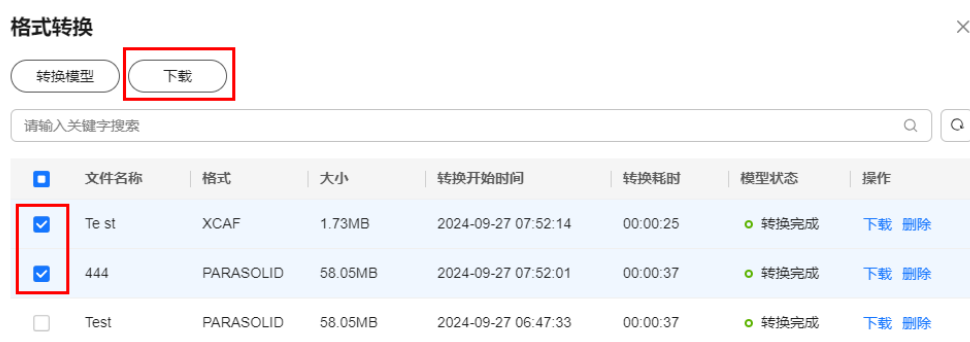 格式转换
转换模型 下载
请输入关键字搜索
文件名称 格式 大小 转换开始时间 转换耗时 模型状态 操作
Te st XCAF 1.73MB 2024-09-27 07:52:14 00:00:25 转换完成 下载 删除
444 PARASOLID 58.05MB 2024-09-27 07:52:01 00:00:37 转换完成 下载 删除
Test PARASOLID 58.05MB 2024-09-27 06:47:33 00:00:37 转换完成 下载 删除